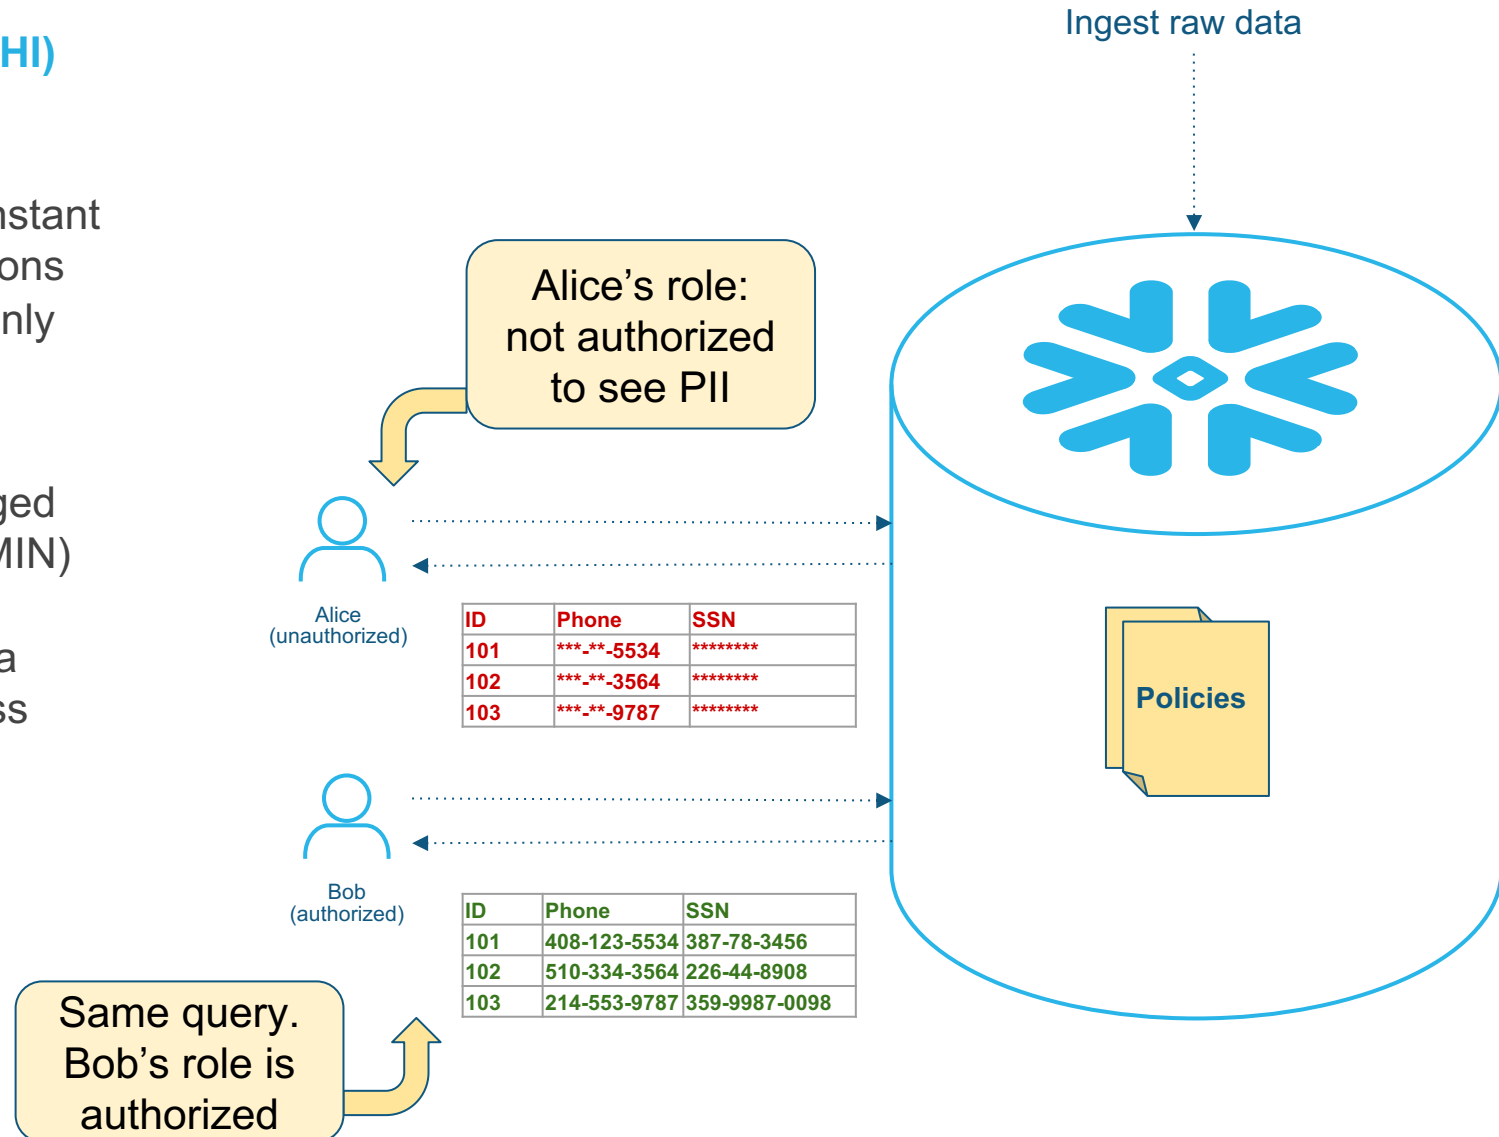 HI)
nstant
ons
nly
ged
MIN)
a
ss
Ingest raw data
Alice’s role:
not authorized
to see PII
Alice
(unauthorized)
ID Phone SSN
101 ***-**-5534 ********
102 ***-**-3564 ********
103 ***-**-9787 ********
Policies
Bob
(authorized)
ID Phone SSN
101 408-123-5534 387-78-3456
102 510-334-3564 226-44-8908
103 214-553-9787 359-9987-0098
Same query.
Bob’s role is
authorized